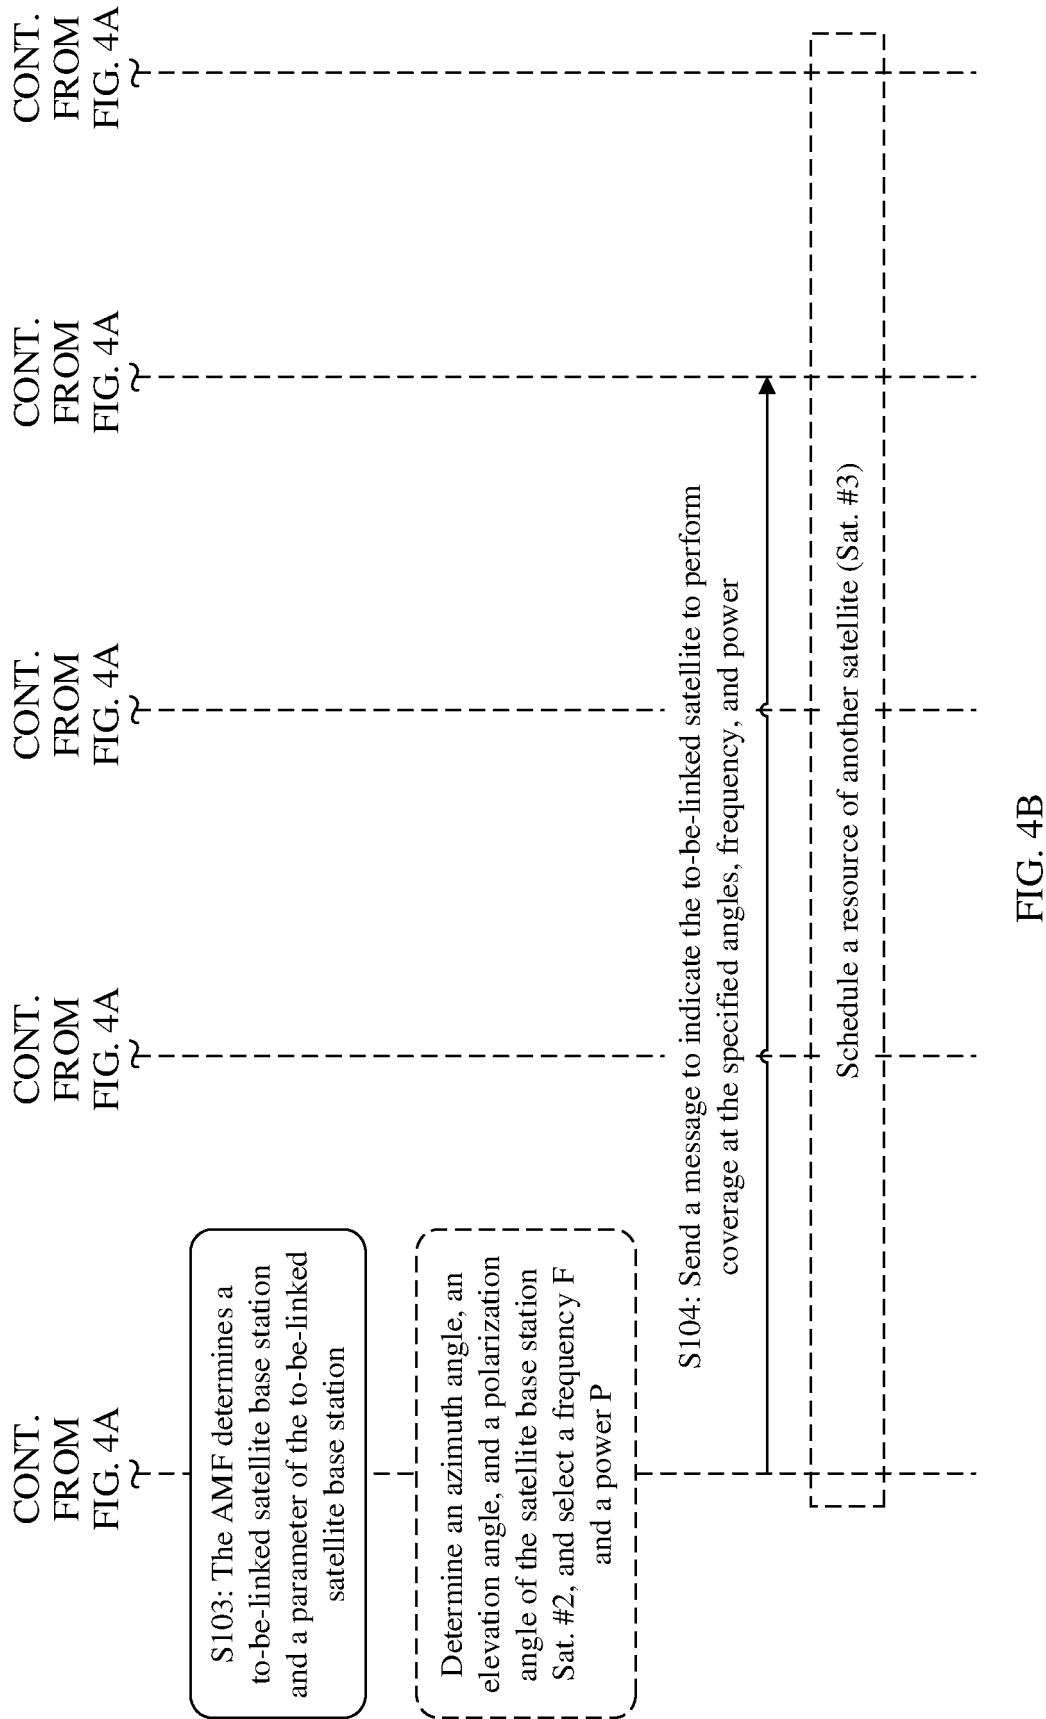 CONT.
FROM
FIG. 4A
CONT.
FROM
FIG. 4A
CONT.
FROM
FIG. 4A
CONT.
FROM
FIG. 4A
CONT.
FROM
FIG. 4A
S103: The AMF determines a
to-be-linked satellite base station
and a parameter of the to-be-linked
satellite base station
Determine an azimuth angle, an
elevation angle, and a polarization
angle of the satellite base station
Sat. #2, and select a frequency F
and a power P
S104: Send a message to indicate the to-be-linked satellite to perform
coverage at the specified angles, frequency, and power
Schedule a resource of another satellite (Sat. #3)
FIG. 4B